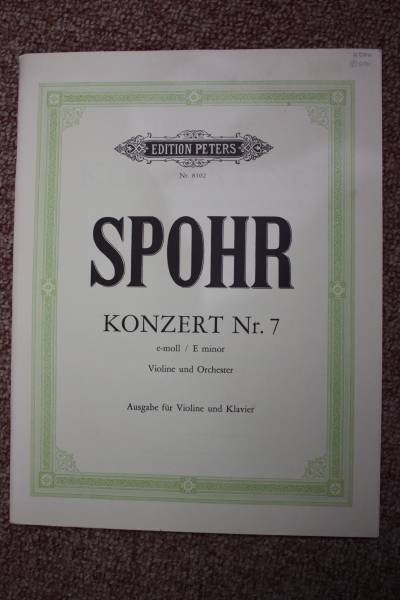 EDITION PETERS
Nr. 8102
SPOHR
KONZERT Nr. 7
e-moll / E minor
Violine und Orchester
Ausgabe für Violine und Klavier